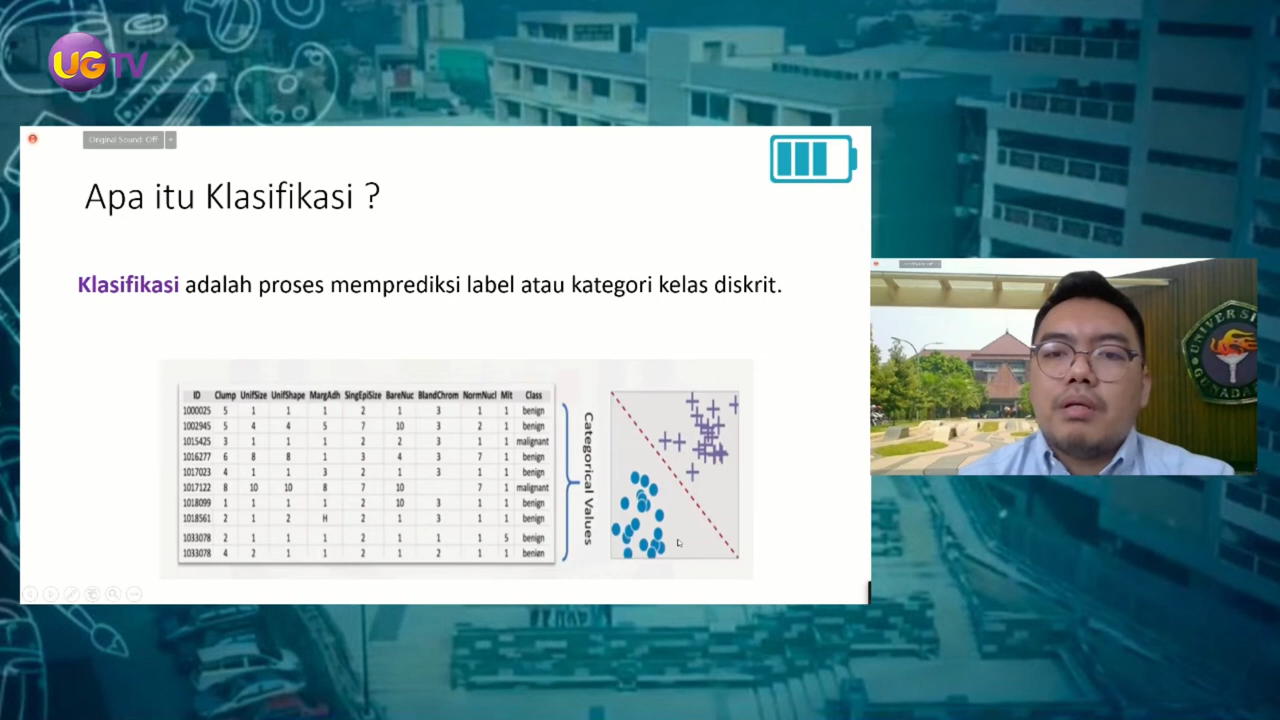 UGTV
Original Sound: Off
Apa itu Klasifikasi ?
Klasifikasi adalah proses memprediksi label atau kategori kelas diskrit.
ID Clump UnifSize UnifShape MargAdh SingEpiSize BareNuc BlandChrom NormNucl Mit Class
1000025 5 1 1 1 2 1 3 1 1 benign
1002945 5 4 4 5 7 10 3 2 1 benign
1015425 3 1 1 1 2 2 3 1 1 malignant
1016277 6 8 8 1 3 4 3 7 1 benign
1017023 4 1 1 3 2 1 3 1 1 benign
1017122 8 10 10 8 7 10 7 1 malignant
1018099 1 1 1 1 2 10 3 1 1 benign
1018561 2 1 2 H 2 1 3 1 1 benign
1033078 2 1 1 1 2 1 1 1 5 benign
1033078 4 2 1 1 2 1 2 1 1 benign
Categorical Values